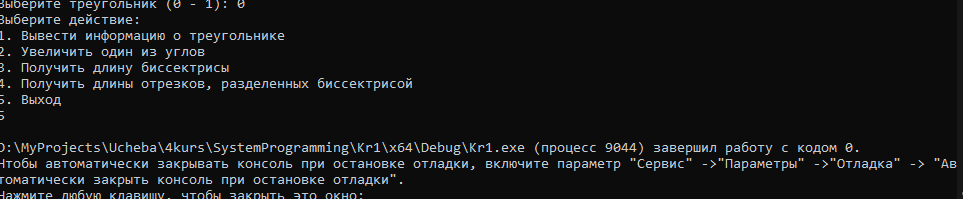 Выберите треугольник (0 - 1): 0
Выберите действие:
1. Вывести информацию о треугольнике
2. Увеличить один из углов
3. Получить длину биссектрисы
4. Получить длины отрезков, разделенных биссектрисой
5. Выход
5
D:\MyProjects\Ucheba\4kurs\SystemProgramming\Kr1\x64\Debug\Kr1.exe (процесс 9044) завершил работу с кодом 0.
Чтобы автоматически закрывать консоль при остановке отладки, включите параметр "Сервис" ->"Параметры" ->"Отладка" -> "Ав
томатически закрыть консоль при остановке отладки".
Нажмите любую клавишу, чтобы закрыть это окно: